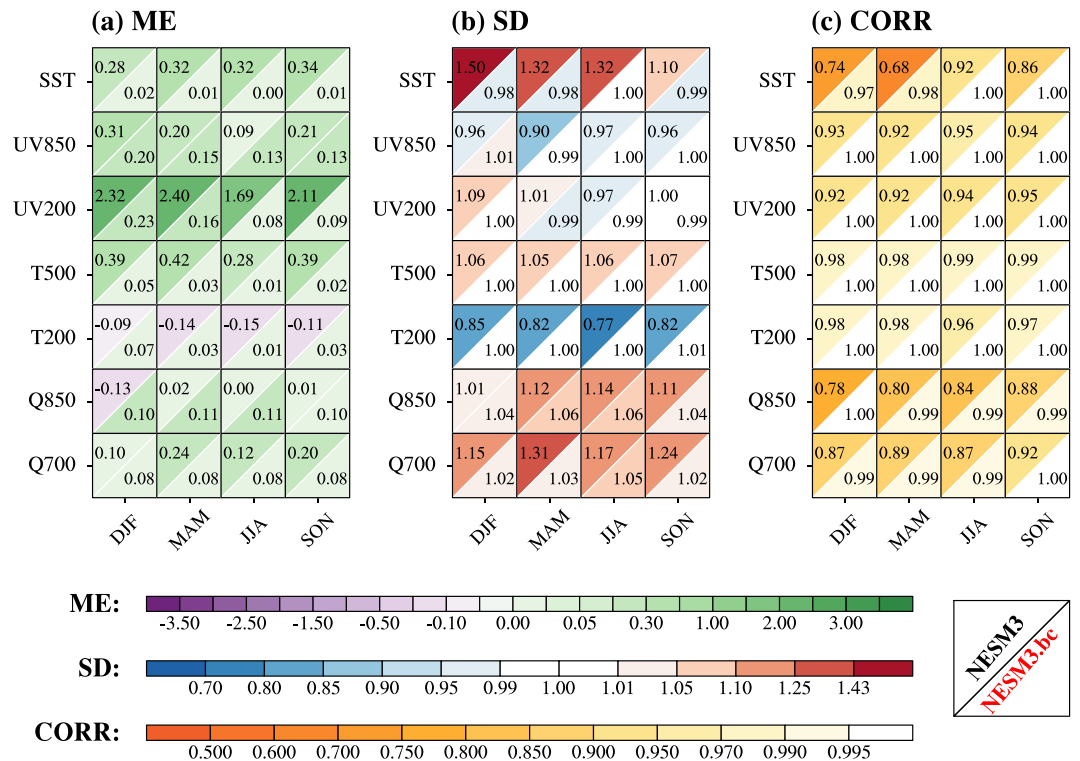 (a) ME (b) SD (c) CORR
SST 0.28 0.32 0.32 0.34 1.50 1.32 1.32 1.10 SST 0.74 0.68 0.92 0.86
0.02 0.01 0.00 0.01 0.98 0.98 1.00 0.99 0.97 0.98 1.00 1.00
UV850 0.31 0.20 0.09 0.21 UV850 0.96 0.90 0.97 0.96 UV850 0.93 0.92 0.95 0.94
0.20 0.15 0.13 0.13 1.01 0.99 1.00 1.00 1.00 1.00 1.00 1.00
UV200 2.32 2.40 1.69 2.11 UV200 1.09 1.01 0.97 1.00 UV200 0.92 0.92 0.94 0.95
0.23 0.16 0.08 0.09 1.00 0.99 0.99 0.99 1.00 1.00 1.00 1.00
T500 0.39 0.42 0.28 0.39 T500 1.06 1.05 1.06 1.07 T500 0.98 0.98 0.99 0.99
0.05 0.03 0.01 0.02 1.00 1.00 1.00 1.00 1.00 1.00 1.00 1.00
T200 -0.09 -0.14 -0.15 -0.11 T200 0.85 0.82 0.77 0.82 T200 0.98 0.98 0.96 0.97
0.07 0.03 0.01 0.03 1.00 1.00 1.00 1.01 1.00 1.00 1.00 1.00
Q850 -0.13 0.02 0.00 0.01 Q850 1.01 1.12 1.14 1.11 Q850 0.78 0.80 0.84 0.88
0.10 0.11 0.11 0.10 1.04 1.06 1.06 1.04 1.00 0.99 0.99 0.99
Q700 0.10 0.24 0.12 0.20 Q700 1.15 1.31 1.17 1.24 Q700 0.87 0.89 0.87 0.92
0.08 0.08 0.08 0.08 1.02 1.03 1.05 1.02 0.99 0.99 0.99 1.00
DJF MAM JJA SON DJF MAM JJA SON DJF MAM JJA SON
ME:
-3.50 -2.50 -1.50 -0.50 -0.10 0.00 0.05 0.30 1.00 2.00 3.00
SD:
0.70 0.80 0.85 0.90 0.95 0.99 1.00 1.01 1.05 1.10 1.25 1.43
CORR:
0.500 0.600 0.700 0.750 0.800 0.850 0.900 0.950 0.970 0.990 0.995
NESM3
NESM3.bc